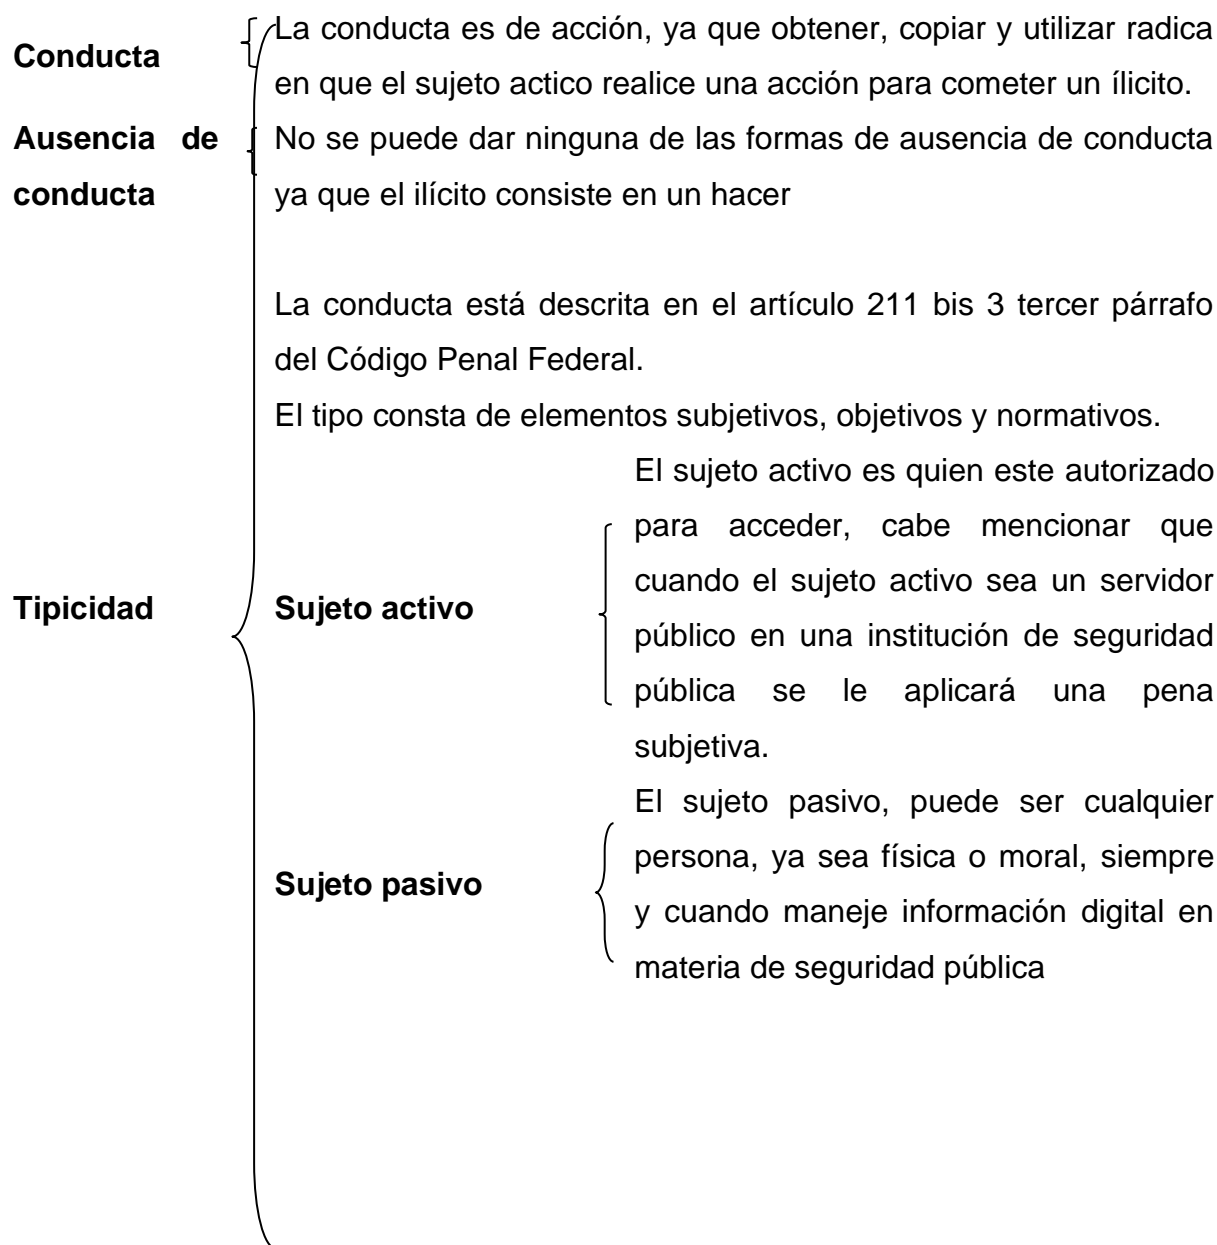 Conducta
La conducta es de acción, ya que obtener, copiar y utilizar radica
en que el sujeto actico realice una acción para cometer un ílicito.
Ausencia de
conducta
No se puede dar ninguna de las formas de ausencia de conducta
ya que el ilícito consiste en un hacer
Tipicidad
La conducta está descrita en el artículo 211 bis 3 tercer párrafo
del Código Penal Federal.
El tipo consta de elementos subjetivos, objetivos y normativos.
Sujeto activo
El sujeto activo es quien este autorizado
para acceder, cabe mencionar que
cuando el sujeto activo sea un servidor
público en una institución de seguridad
pública se le aplicará una pena
subjetiva.
Sujeto pasivo
El sujeto pasivo, puede ser cualquier
persona, ya sea física o moral, siempre
y cuando maneje información digital en
materia de seguridad pública